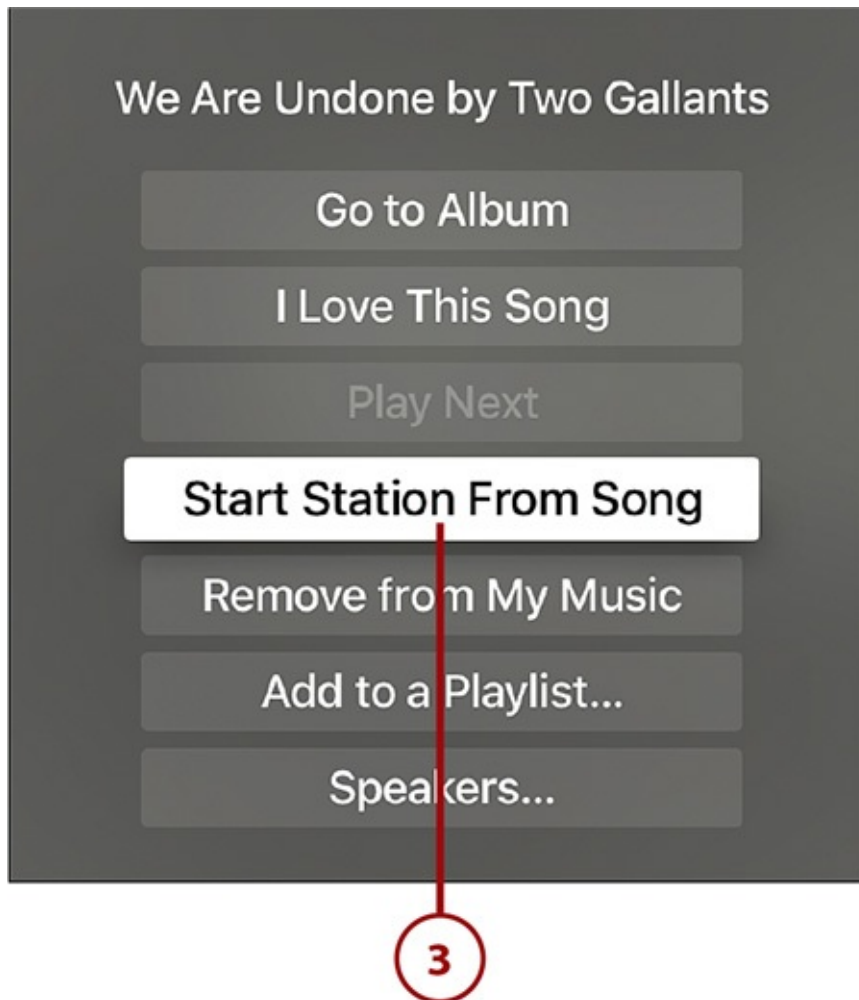 We Are Undone by Two Gallants
Go to Album
I Love This Song
Play Next
Start Station From Song
Remove from My Music
Add to a Playlist...
Speakers...
3